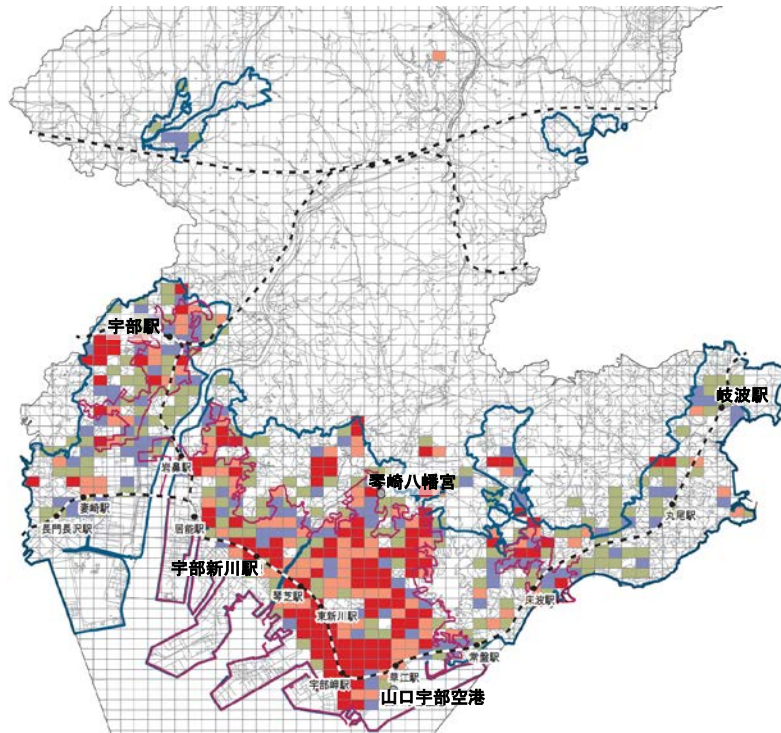 宇部駅
岐波駅
岩鼻駅
琴崎八幡宮
妻崎駅
長門長沢駅
居能駅
丸尾駅
宇部新川駅
琴芝駅
床波駅
東新川駅
常盤駅
宇部岬駅
草江駅
山口宇部空港